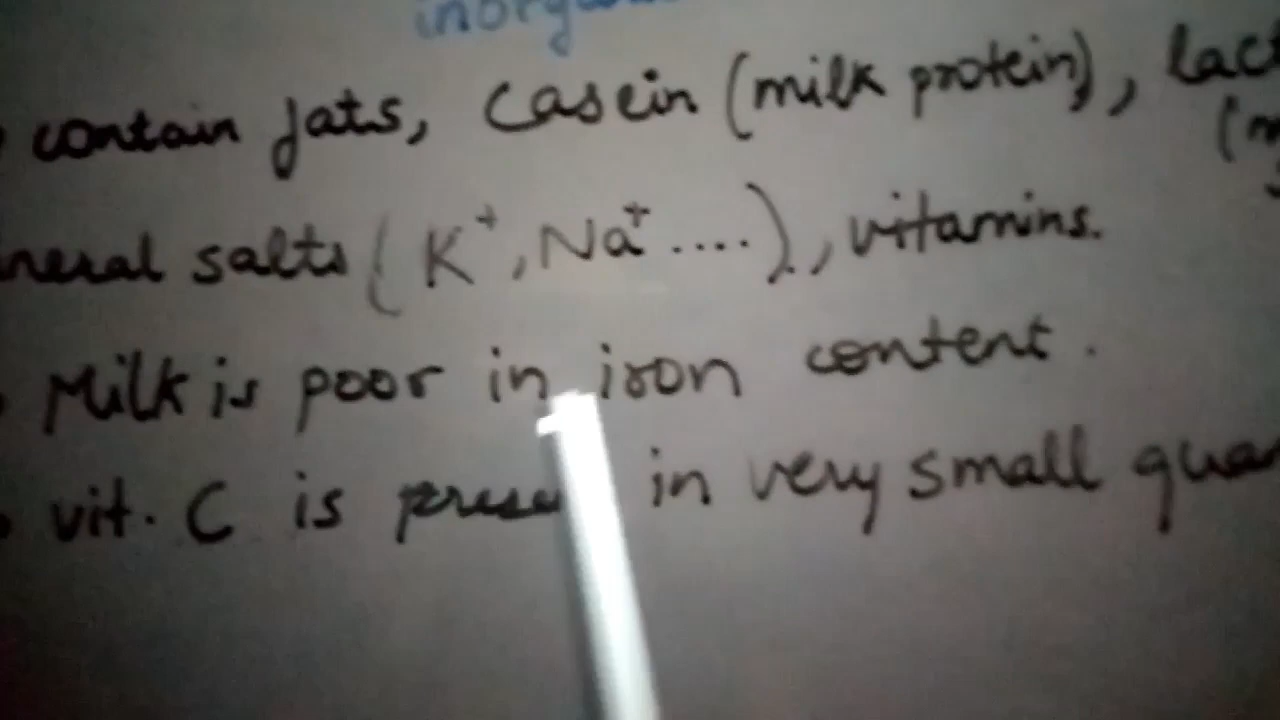 contain fats, Casein (milk protein),
salts (K+, Na+ ....), vitamins.
Milk is poor in iron content.
vit. C is in very small